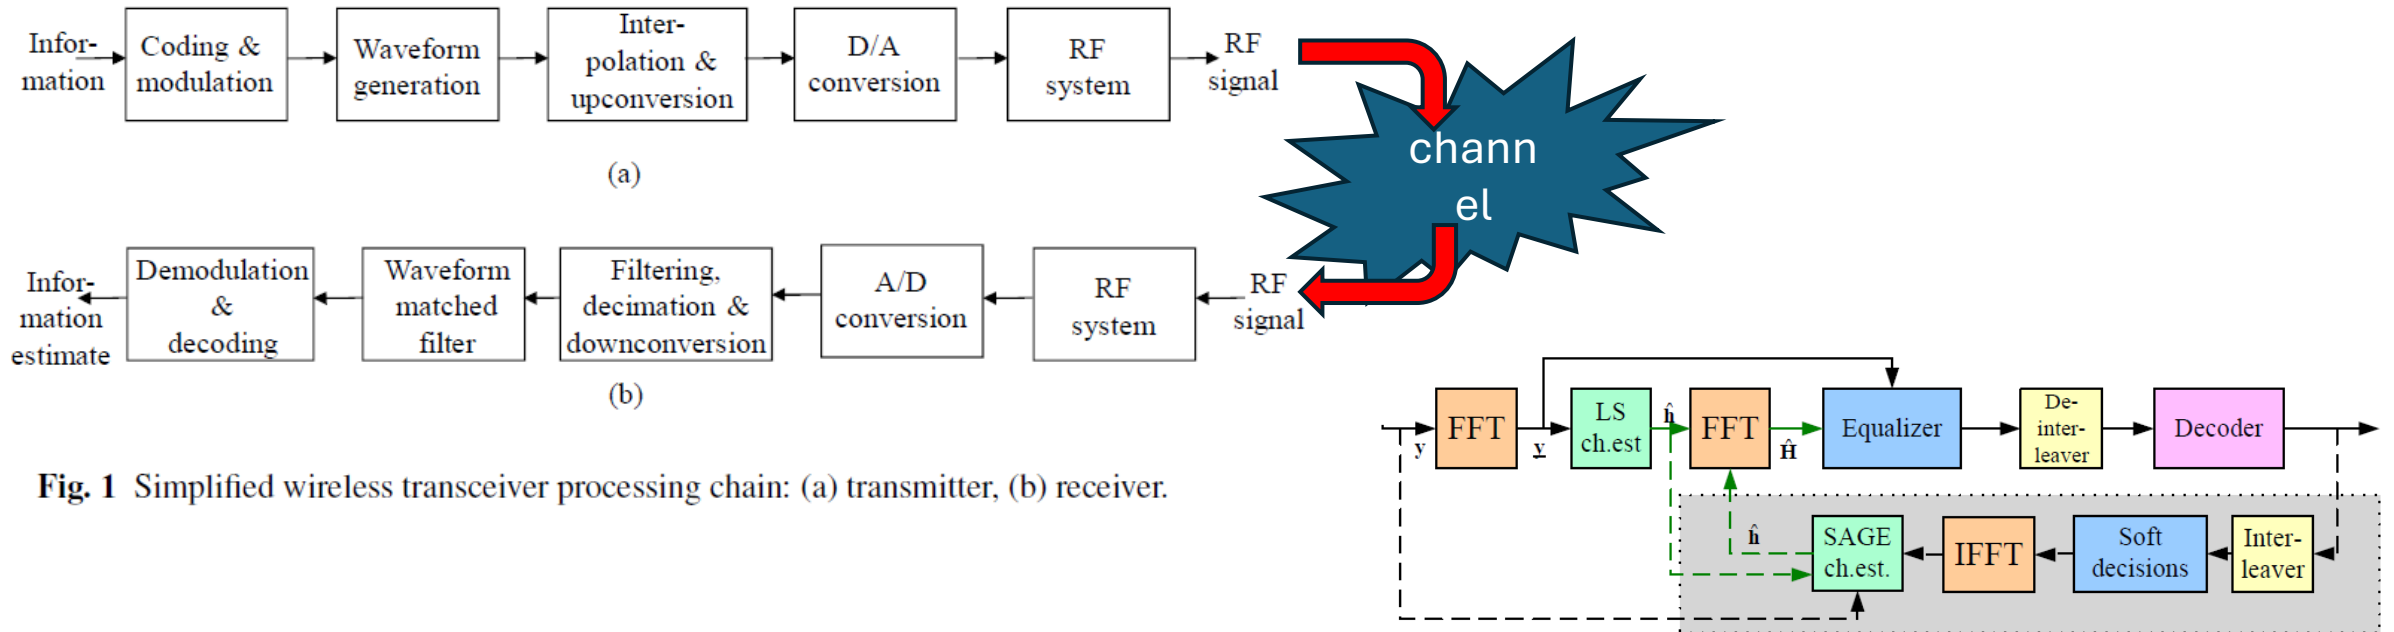 Infor-
mation
Coding &
modulation
Waveform
generation
Inter-
polation &
upconversion
D/A
conversion
RF
system
RF
signal
(a)
chann
el
Infor-
mation
estimate
Demodulation
&
decoding
Waveform
matched
filter
Filtering,
decimation &
downconversion
A/D
conversion
RF
system
RF
signal
(b)
Fig. 1 Simplified wireless transceiver processing chain: (a) transmitter, (b) receiver.
y
FFT
y
LS
ch.est
ĥ
FFT
Ĥ
Equalizer
De-
inter-
leaver
Decoder
ĥ
SAGE
ch.est.
IFFT
Soft
decisions
Inter-
leaver